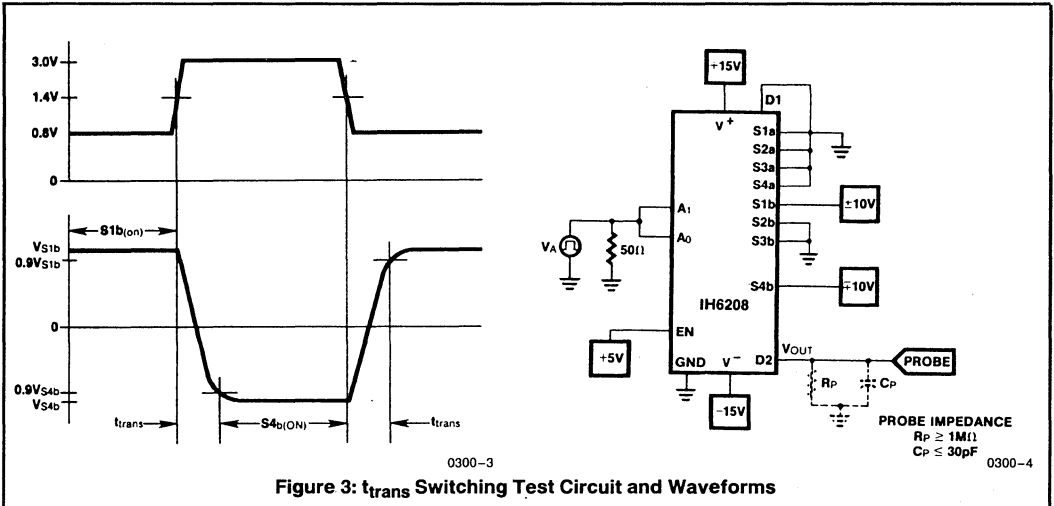 3.0V
1.4V
0.8V
0
S1b(on)
VS1b
0.9VS1b
0
0.9VS4b
VS4b
ttrans
S4b(ON)
ttrans
0300-3
+15V
D1
V+
S1a
S2a
S3a
S4a
S1b
±10V
S2b
S3b
A1
A0
VA
50Ω
S4b
∓10V
IH6208
EN
+5V
GND
V-
D2
VOUT
PROBE
-15V
RP
CP
PROBE IMPEDANCE
RP ≥ 1MΩ
CP ≤ 30pF
0300-4
Figure 3: ttrans Switching Test Circuit and Waveforms